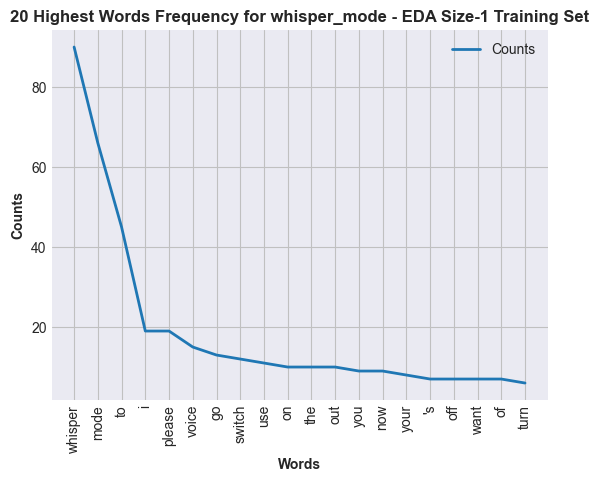 20 Highest Words Frequency for whisper_mode - EDA Size-1 Training Set
Counts
80
60
40
20
Counts
whisper
mode
to
i
please
voice
go
switch
use
on
the
out
you
now
your
's
off
want
of
turn
Words